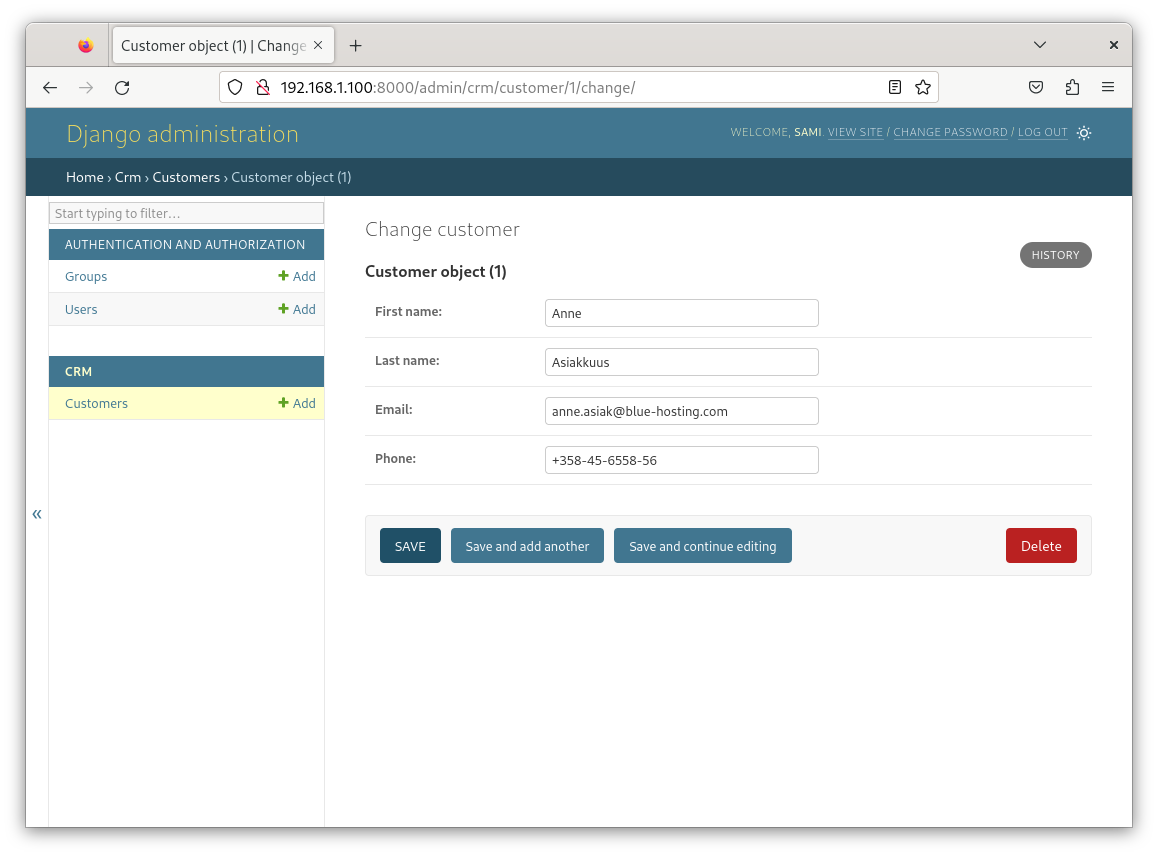 Customer object (1) | Change
192.168.1.100:8000/admin/crm/customer/1/change/
Django administration
WELCOME, SAMI. VIEW SITE / CHANGE PASSWORD / LOG OUT
Home › Crm › Customers › Customer object (1)
Start typing to filter...
AUTHENTICATION AND AUTHORIZATION
Groups + Add
Users + Add
CRM
Customers + Add
«
Change customer
HISTORY
Customer object (1)
First name: Anne
Last name: Asiakkuus
Email: anne.asiak@blue-hosting.com
Phone: +358-45-6558-56
SAVE Save and add another Save and continue editing Delete